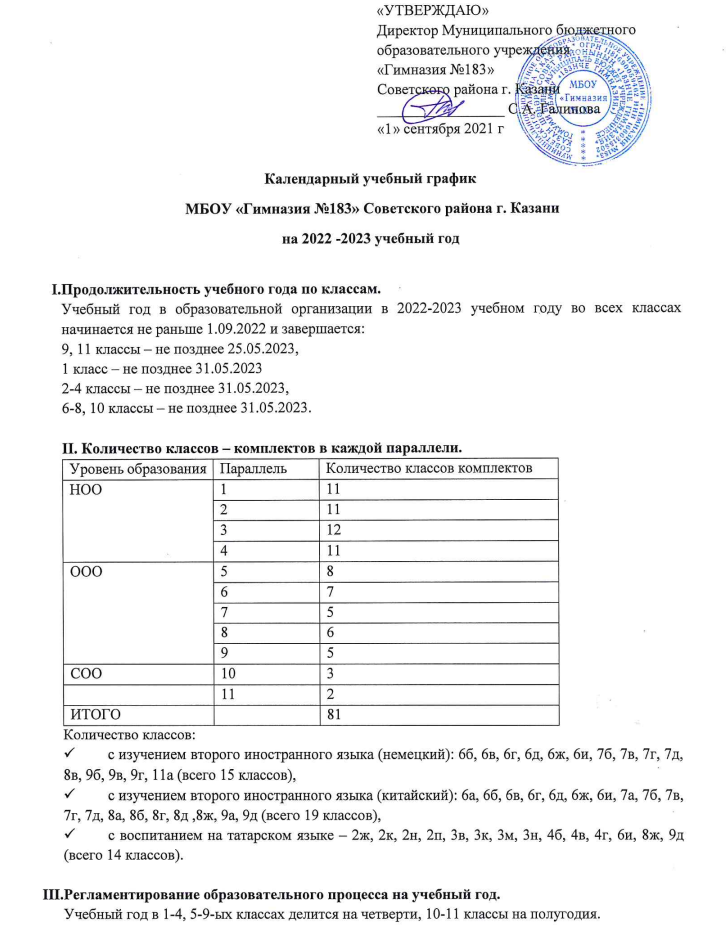 «УТВЕРЖДАЮ»
Директор Муниципального бюджетного
образовательного учреждения
«Гимназия №183»
Советского района г. Казани
С.А. Галимова
«1» сентября 2021 г
МБОУ
«Гимназия
Календарный учебный график
МБОУ «Гимназия №183» Советского района г. Казани
на 2022 -2023 учебный год
I.Продолжительность учебного года по классам.
Учебный год в образовательной организации в 2022-2023 учебном году во всех классах
начинается не раньше 1.09.2022 и завершается:
9, 11 классы – не позднее 25.05.2023,
1 класс – не позднее 31.05.2023
2-4 классы – не позднее 31.05.2023,
6-8, 10 классы – не позднее 31.05.2023.
II. Количество классов – комплектов в каждой параллели.
Уровень образования Параллель Количество классов комплектов
НОО 1 11
2 11
3 12
4 11
ООО 5 8
6 7
7 5
8 6
9 5
СОО 10 3
11 2
ИТОГО 81
Количество классов:
✓ с изучением второго иностранного языка (немецкий): 6б, 6в, 6г, 6д, 6ж, 6и, 7б, 7в, 7г, 7д,
8в, 9б, 9в, 9г, 11а (всего 15 классов),
✓ с изучением второго иностранного языка (китайский): 6а, 6б, 6в, 6г, 6д, 6ж, 6и, 7а, 7б, 7в,
7г, 7д, 8а, 8б, 8г, 8д ,8ж, 9а, 9д (всего 19 классов),
✓ с воспитанием на татарском языке – 2ж, 2к, 2н, 2п, 3в, 3к, 3м, 3н, 4б, 4в, 4г, 6и, 8ж, 9д
(всего 14 классов).
III.Регламентирование образовательного процесса на учебный год.
Учебный год в 1-4, 5-9-ых классах делится на четверти, 10-11 классы на полугодия.